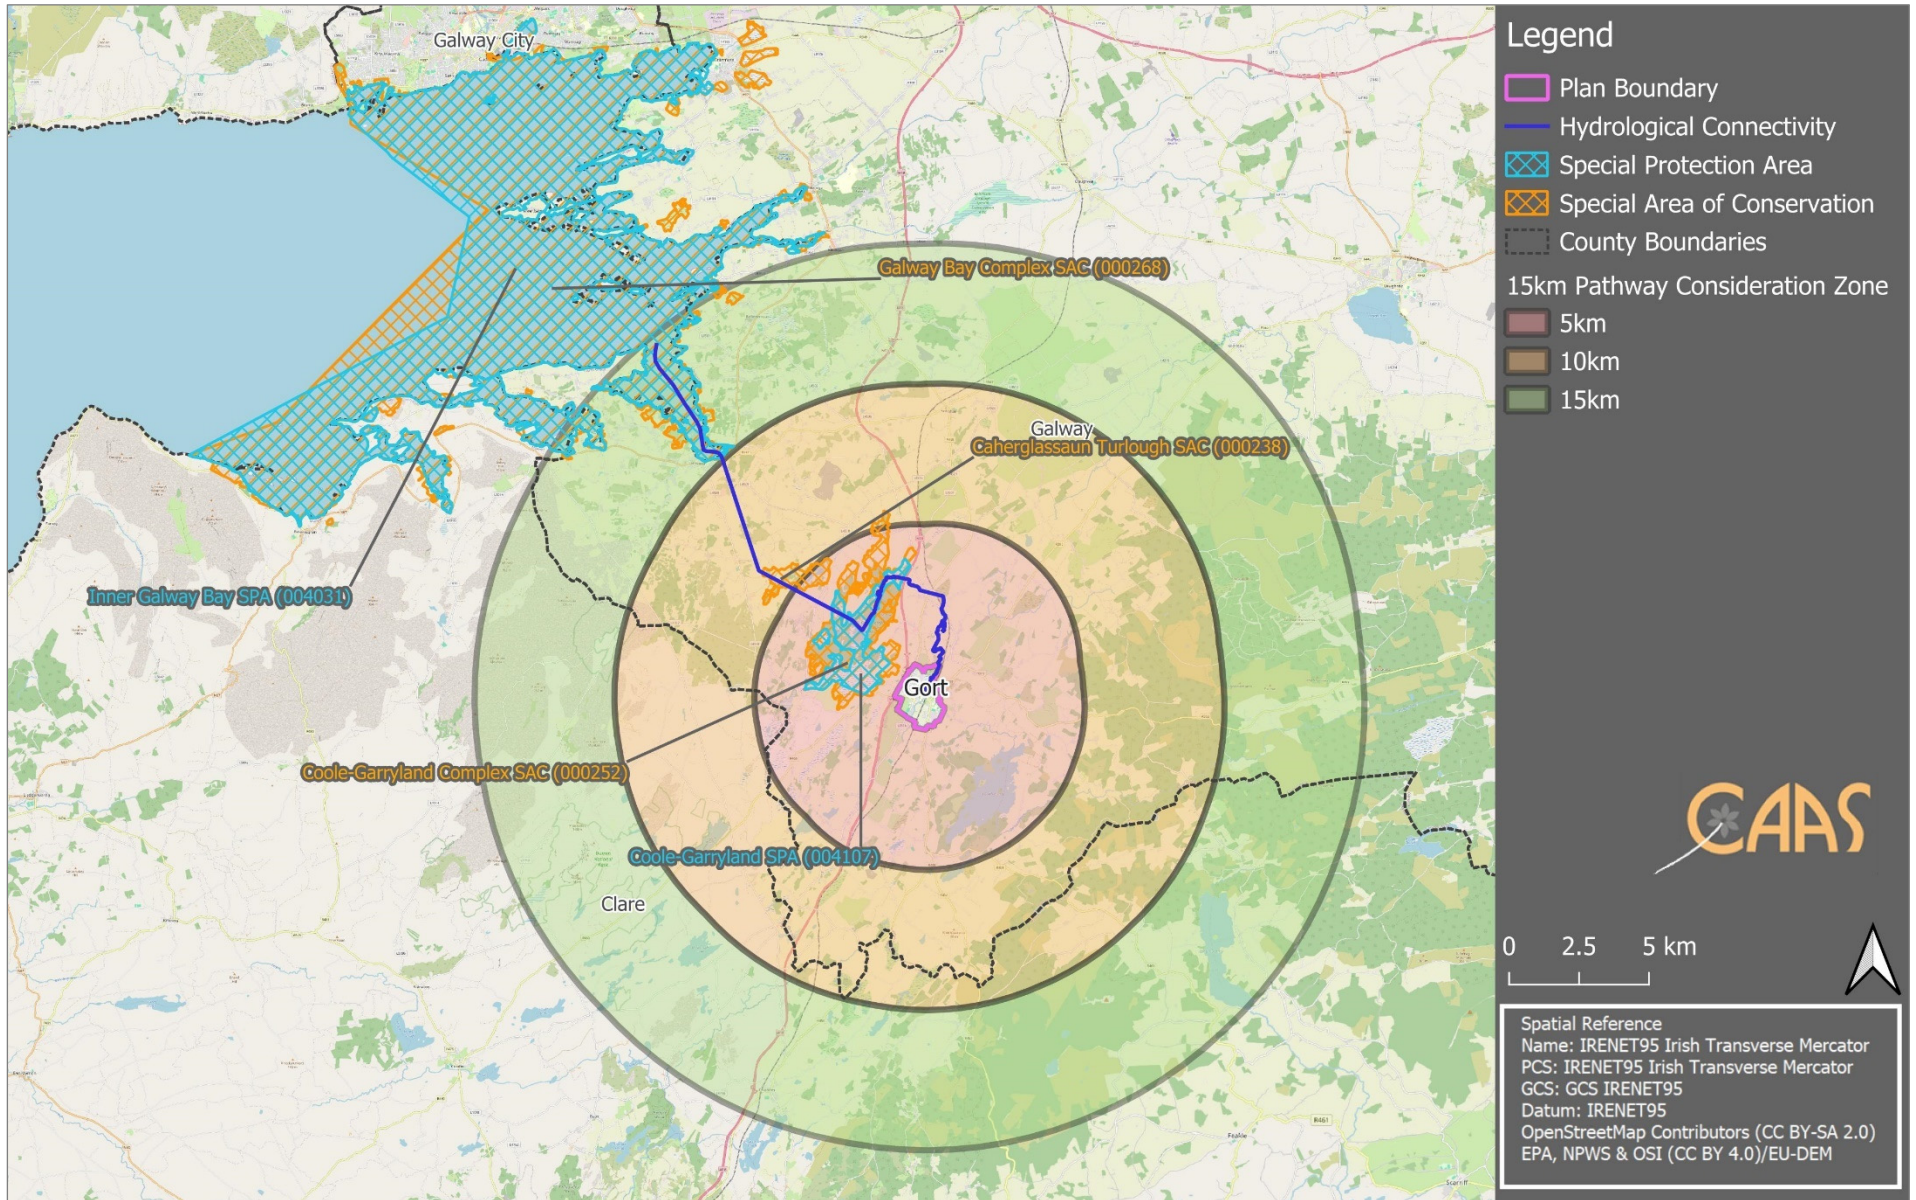 Galway City
Galway Bay Complex SAC (000268)
Galway
Caherglassaun Turlough SAC (000238)
Inner Galway Bay SPA (004031)
Gort
Coole-Garryland Complex SAC (000252)
Coole-Garryland SPA (004107)
Clare
R461
Feakle
Scarriff
Legend
Plan Boundary
Hydrological Connectivity
Special Protection Area
Special Area of Conservation
County Boundaries
15km Pathway Consideration Zone
5km
10km
15km
CAAS
0 2.5 5 km
Spatial Reference
Name: IRENET95 Irish Transverse Mercator
PCS: IRENET95 Irish Transverse Mercator
GCS: GCS IRENET95
Datum: IRENET95
OpenStreetMap Contributors (CC BY-SA 2.0)
EPA, NPWS & OSI (CC BY 4.0)/EU-DEM